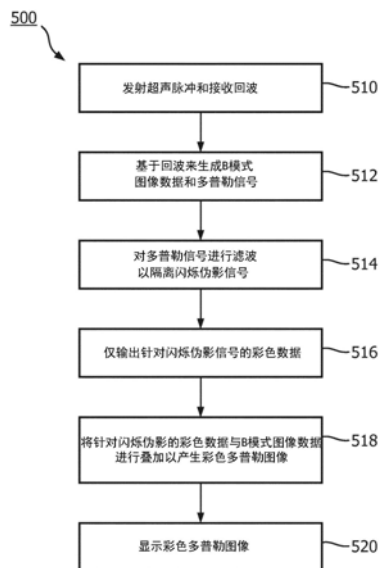 500
发射超声脉冲和接收回波
510
基于回波来生成B模式
图像数据和多普勒信号
512
对多普勒信号进行滤波
以隔离闪烁伪影信号
514
仅输出针对闪烁伪影信号的彩色数据
516
将针对闪烁伪影的彩色数据与B模式图像数据
进行叠加以产生彩色多普勒图像
518
显示彩色多普勒图像
520